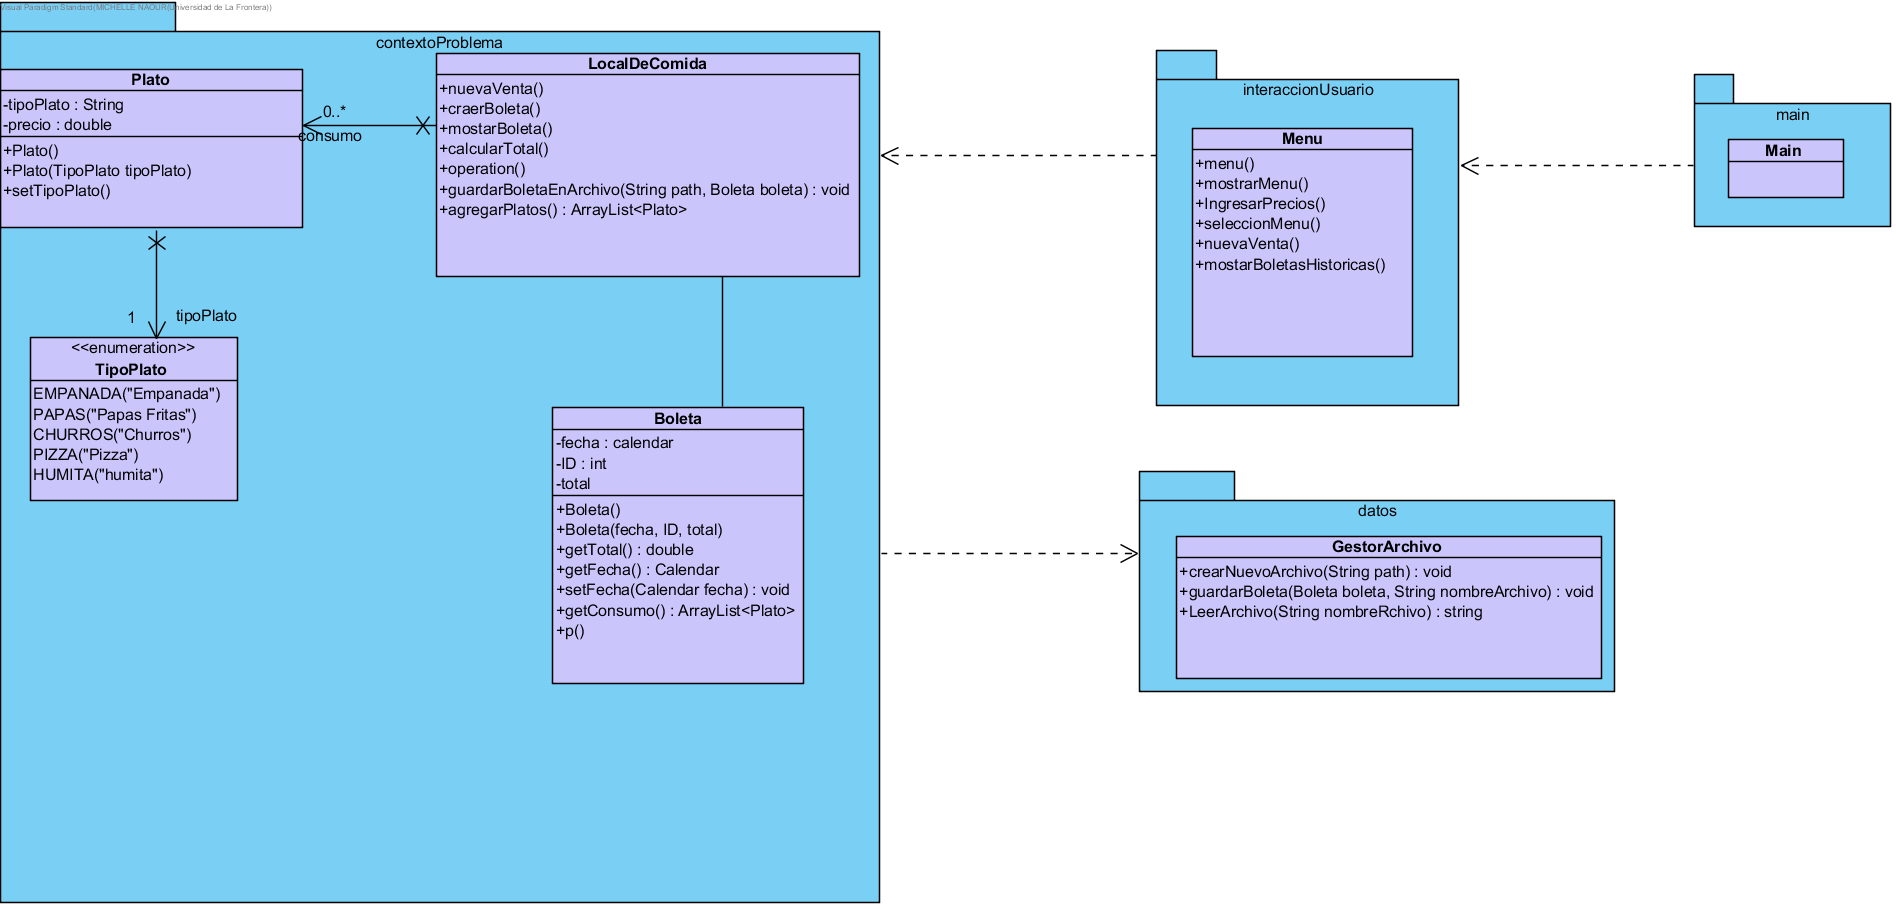 Visual Paradigm Standard(MICHELLE NAOUR(Universidad de La Frontera))
contextoProblema
Plato
-tipoPlato : String
-precio : double
+Plato()
+Plato(TipoPlato tipoPlato)
+setTipoPlato()
0..*
consumo
LocalDeComida
+nuevaVenta()
+craerBoleta()
+mostarBoleta()
+calcularTotal()
+operation()
+guardarBoletaEnArchivo(String path, Boleta boleta) : void
+agregarPlatos() : ArrayList<Plato>
1
tipoPlato
<<enumeration>>
TipoPlato
EMPANADA("Empanada")
PAPAS("Papas Fritas")
CHURROS("Churros")
PIZZA("Pizza")
HUMITA("humita")
Boleta
-fecha : calendar
-ID : int
-total
+Boleta()
+Boleta(fecha, ID, total)
+getTotal() : double
+getFecha() : Calendar
+setFecha(Calendar fecha) : void
+getConsumo() : ArrayList<Plato>
+p()
interaccionUsuario
Menu
+menu()
+mostrarMenu()
+IngresarPrecios()
+seleccionMenu()
+nuevaVenta()
+mostarBoletasHistoricas()
main
Main
datos
GestorArchivo
+crearNuevoArchivo(String path) : void
+guardarBoleta(Boleta boleta, String nombreArchivo) : void
+LeerArchivo(String nombreRchivo) : string